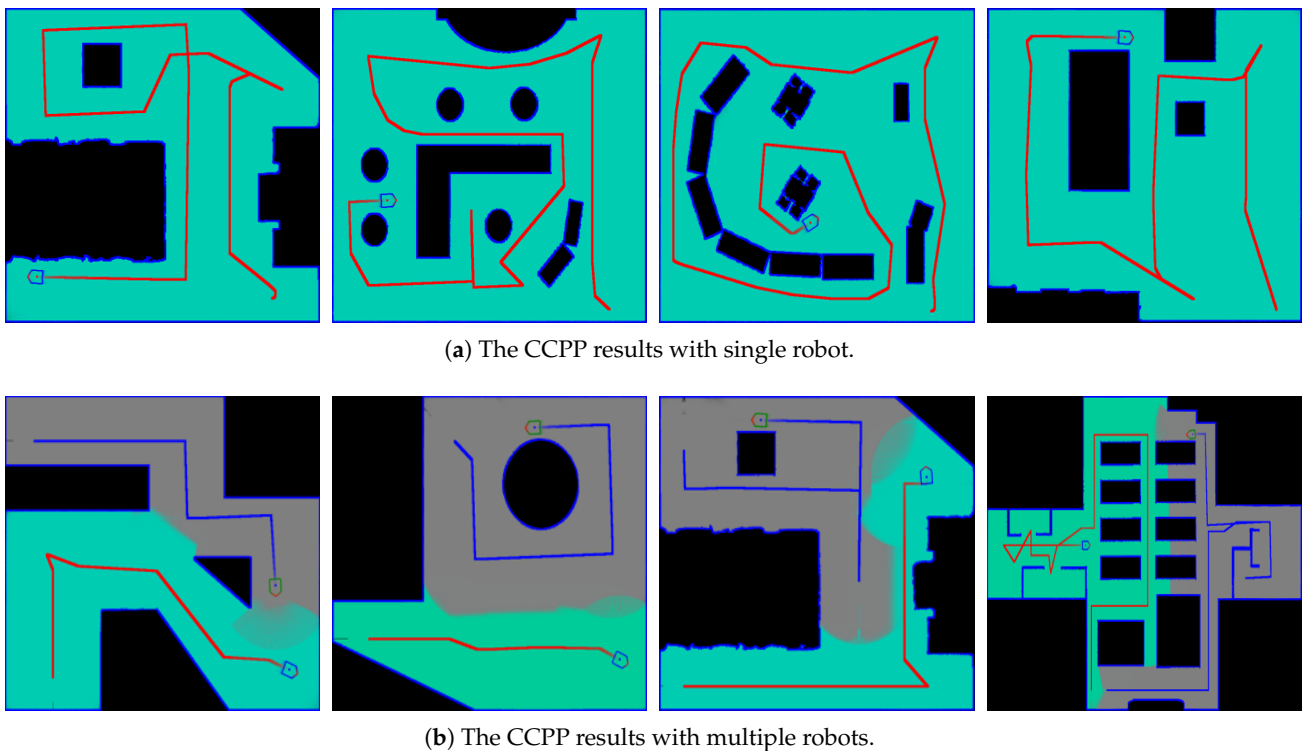 (a) The CCPP results with single robot.
(b) The CCPP results with multiple robots.